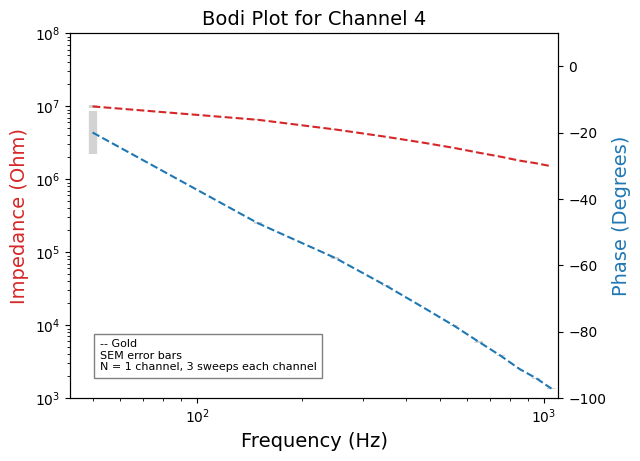 Bodi Plot for Channel 4
Impedance (Ohm)
10^8
10^7
10^6
10^5
10^4
10^3
-- Gold
SEM error bars
N = 1 channel, 3 sweeps each channel
10^2
10^3
Frequency (Hz)
0
−20
−40
−60
−80
−100
Phase (Degrees)